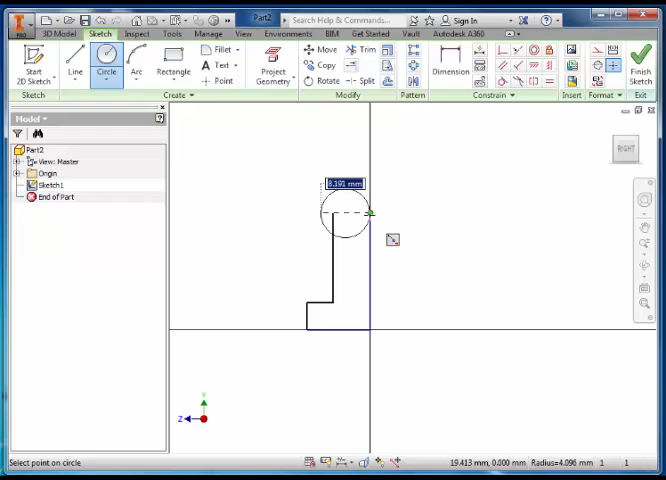 PRO
Part2
Search Help & Commands...
Sign In
3D Model
Sketch
Inspect
Tools
Manage
View
Environments
BIM
Get Started
Vault
Autodesk A360
Start
2D Sketch
Line
Circle
Arc
Rectangle
Fillet
Text
Point
Project
Geometry
Move
Copy
Rotate
Trim
Split
Pattern
Dimension
Finish
Sketch
Sketch
Create
Modify
Pattern
Constrain
Insert
Format
Exit
Model
Part2
View: Master
Origin
Sketch1
End of Part
8.191 mm
RIGHT
Y
Z
Select point on circle
19.413 mm, 0.000 mm
Radius=4.096 mm
1
1